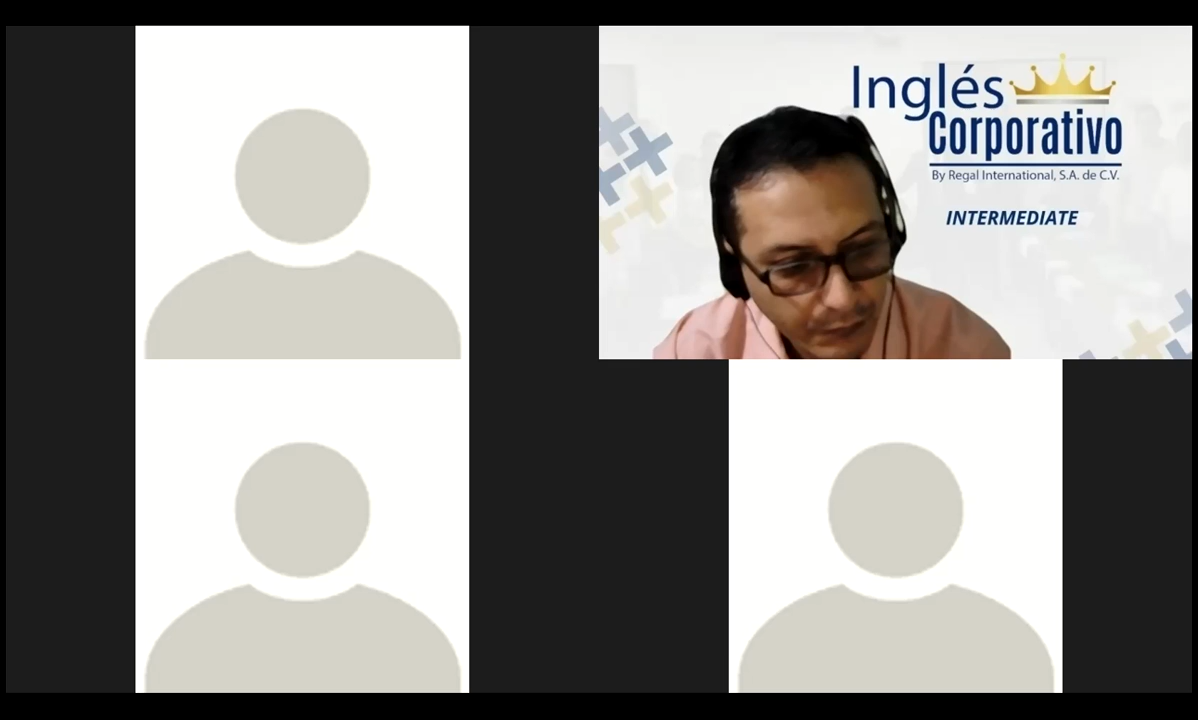 Inglés
Corporativo
By Regal International, S.A. de C.V.
INTERMEDIATE